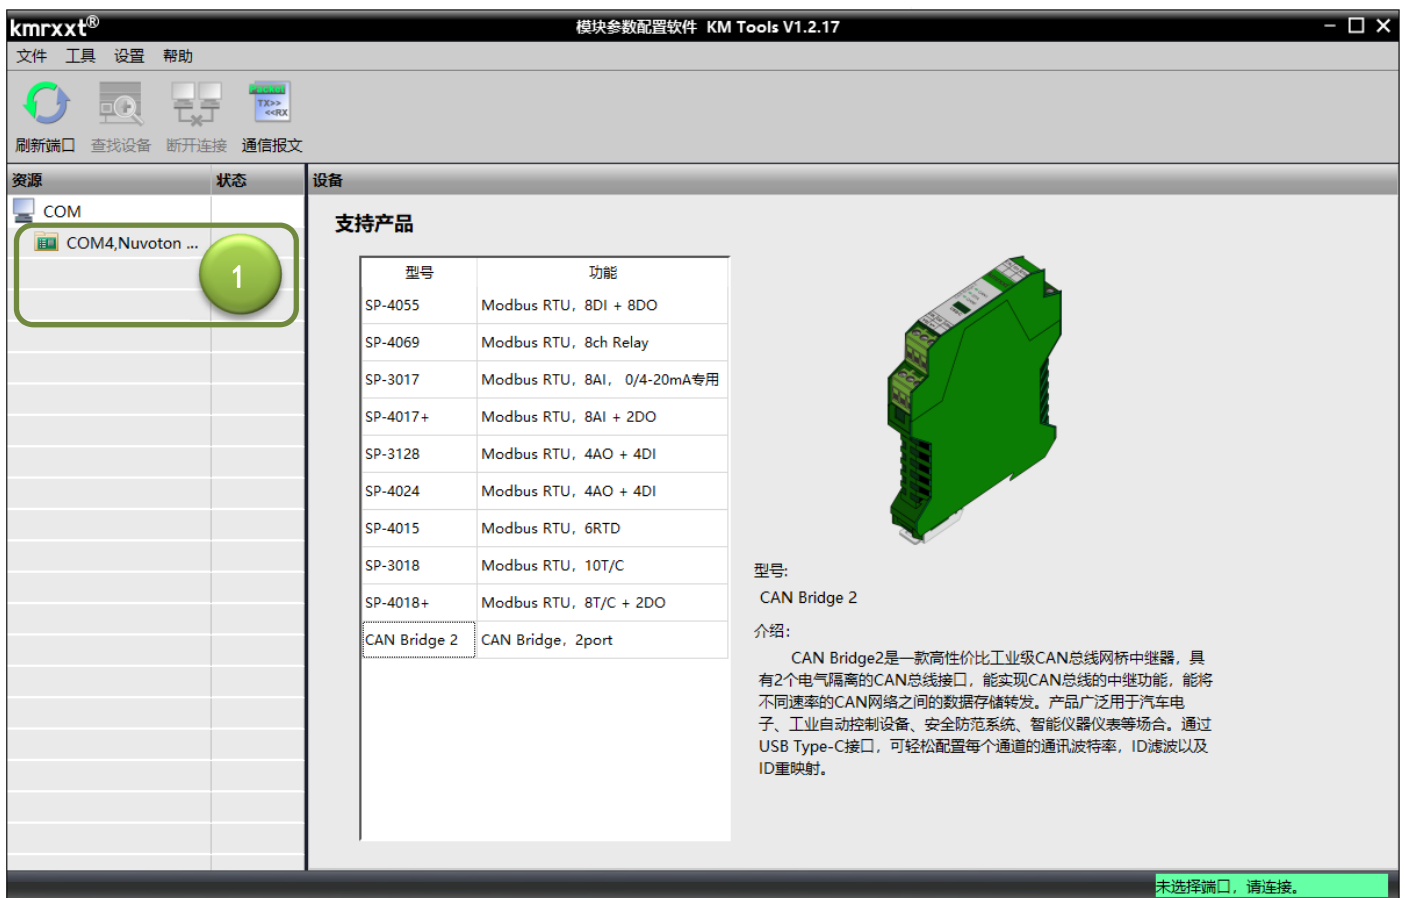 kmrxxt®
模块参数配置软件 KM Tools V1.2.17
文件 工具 设置 帮助
Packet
TX>>
<<RX
刷新端口 查找设备 断开连接 通信报文
资源 状态 设备
COM
COM4,Nuvoton ...
1
支持产品
型号 功能
SP-4055 Modbus RTU，8DI + 8DO
SP-4069 Modbus RTU，8ch Relay
SP-3017 Modbus RTU，8AI， 0/4-20mA专用
SP-4017+ Modbus RTU，8AI + 2DO
SP-3128 Modbus RTU，4AO + 4DI
SP-4024 Modbus RTU，4AO + 4DI
SP-4015 Modbus RTU，6RTD
SP-3018 Modbus RTU，10T/C
SP-4018+ Modbus RTU，8T/C + 2DO
CAN Bridge 2 CAN Bridge，2port
型号:
CAN Bridge 2
介绍:
CAN Bridge2是一款高性价比工业级CAN总线网桥中继器，具
有2个电气隔离的CAN总线接口，能实现CAN总线的中继功能，能将
不同速率的CAN网络之间的数据存储转发。产品广泛用于汽车电
子、工业自动控制设备、安全防范系统、智能仪器仪表等场合。通过
USB Type-C接口，可轻松配置每个通道的通讯波特率，ID滤波以及
ID重映射。
未选择端口，请连接。